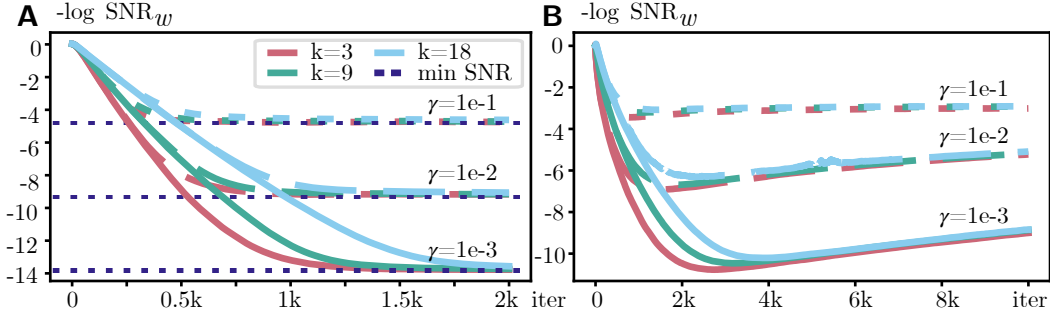 A -log SNR_w
0
-2
-4
-6
-8
-10
-12
-14
k=3
k=9
k=18
min SNR
γ=1e-1
γ=1e-2
γ=1e-3
0 0.5k 1k 1.5k 2k iter
B -log SNR_w
0
-2
-4
-6
-8
-10
γ=1e-1
γ=1e-2
γ=1e-3
0 2k 4k 6k 8k iter